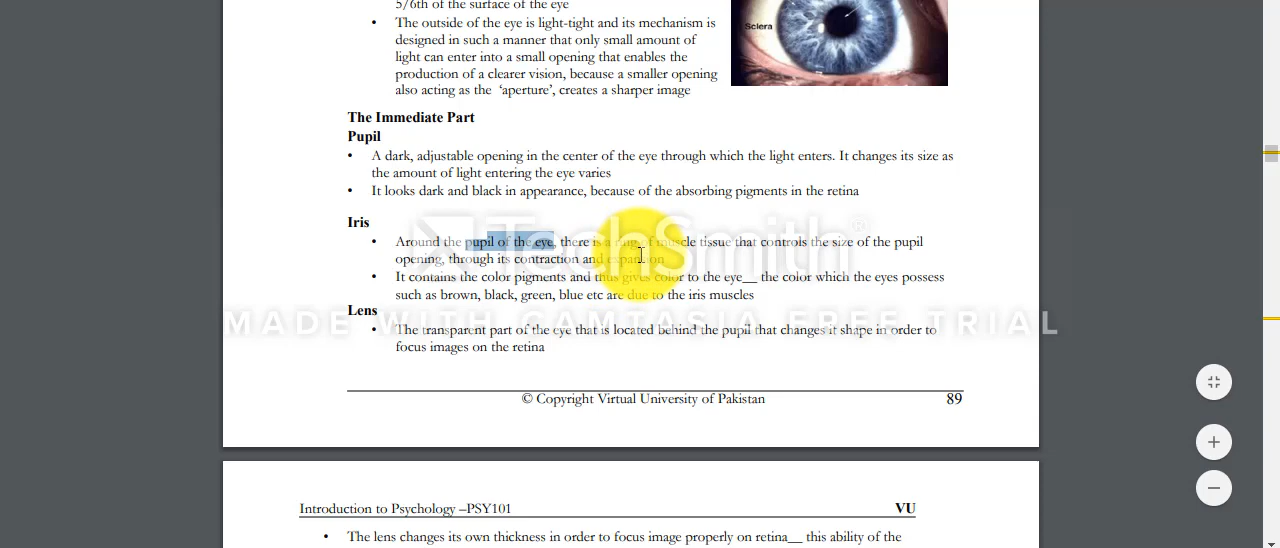 5/6th of the surface of the eye
• The outside of the eye is light-tight and its mechanism is
designed in such a manner that only small amount of
light can enter into a small opening that enables the
production of a clearer vision, because a smaller opening
also acting as the ‘aperture’, creates a sharper image
Sclera
The Immediate Part
Pupil
• A dark, adjustable opening in the center of the eye through which the light enters. It changes its size as
the amount of light entering the eye varies
• It looks dark and black in appearance, because of the absorbing pigments in the retina
Iris
TechSmith®
• Around the pupil of the eye, there is a ring of muscle tissue that controls the size of the pupil
opening, through its contraction and expansion
• It contains the color pigments and thus gives color to the eye__ the color which the eyes possess
such as brown, black, green, blue etc are due to the iris muscles
Lens
MADE WITH CAMTASIA FREE TRIAL
• The transparent part of the eye that is located behind the pupil that changes it shape in order to
focus images on the retina
© Copyright Virtual University of Pakistan 89
Introduction to Psychology –PSY101 VU
• The lens changes its own thickness in order to focus image properly on retina__ this ability of the